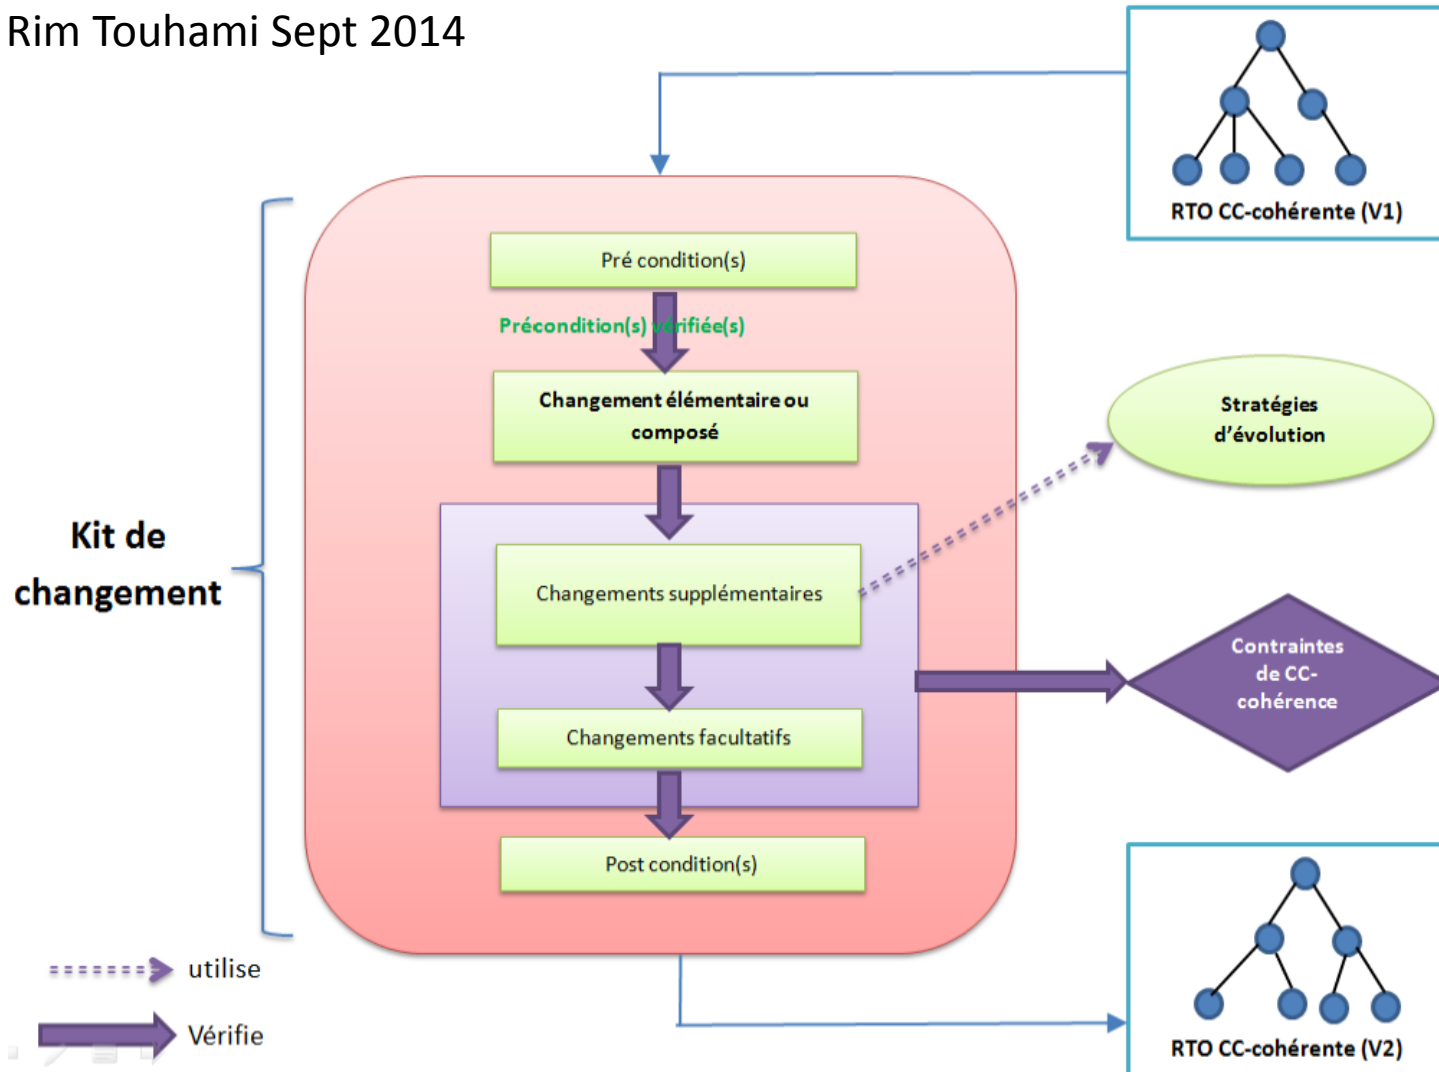 Rim Touhami Sept 2014
RTO CC-cohérente (V1)
Pré condition(s)
Précondition(s) vérifiée(s)
Changement élémentaire ou
composé
Stratégies
d'évolution
Kit de
changement
Changements supplémentaires
Contraintes
de CC-
cohérence
Changements facultatifs
Post condition(s)
utilise
Vérifie
RTO CC-cohérente (V2)